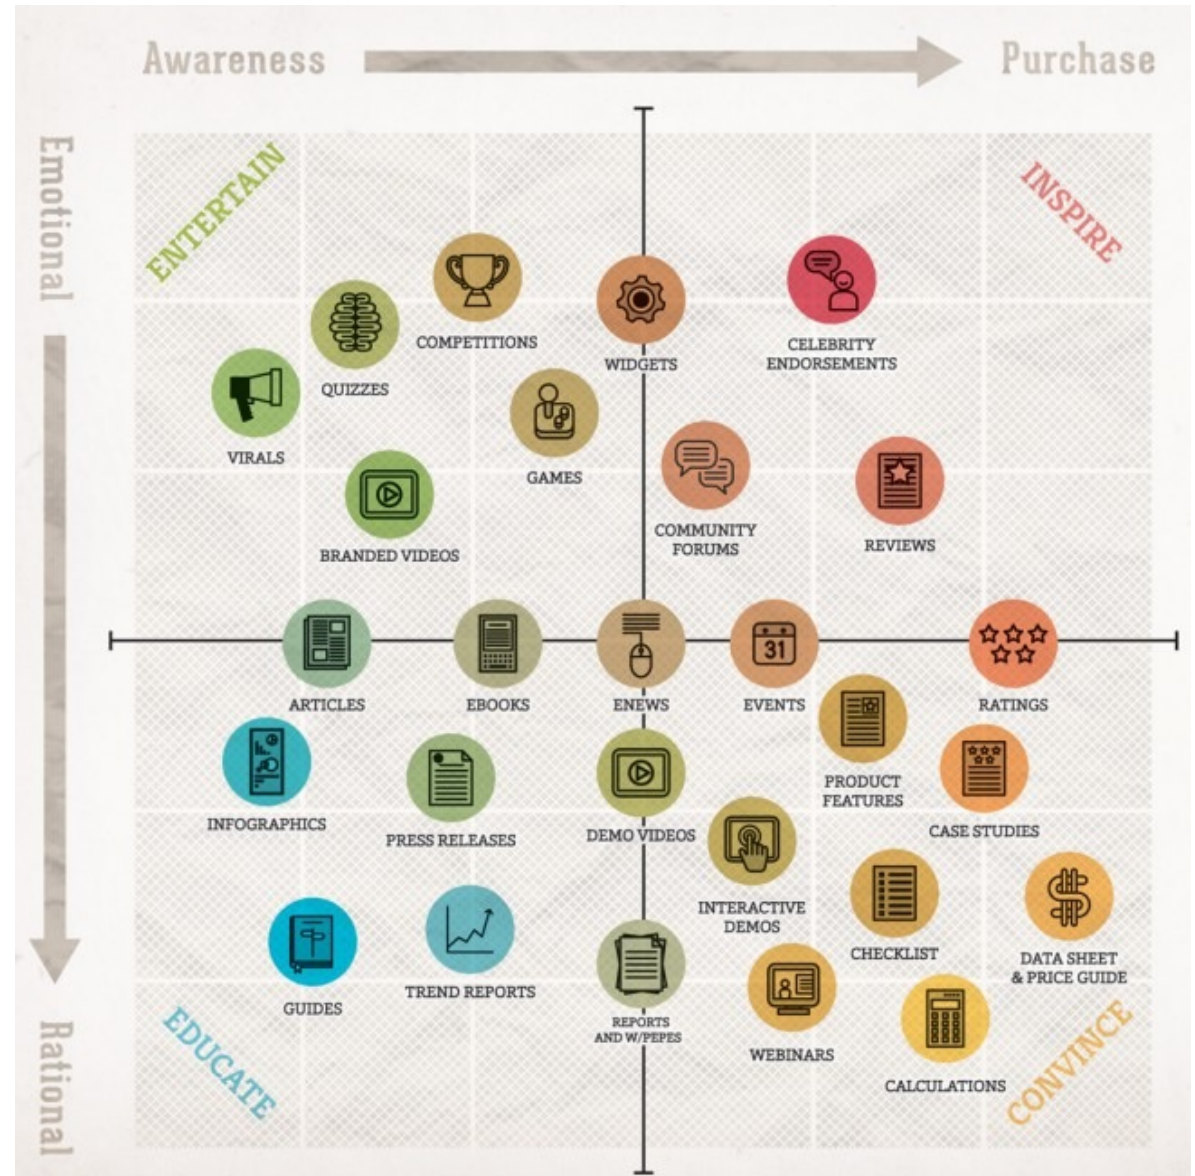 Awareness
Purchase
Emotional
Rational
ENTERTAIN
INSPIRE
COMPETITIONS
QUIZZES
VIRALS
GAMES
BRANDED VIDEOS
WIDGETS
CELEBRITY
ENDORSEMENTS
COMMUNITY
FORUMS
REVIEWS
31
ARTICLES
EBOOKS
ENEWS
EVENTS
RATINGS
INFOGRAPHICS
PRESS RELEASES
DEMO VIDEOS
PRODUCT
FEATURES
CASE STUDIES
INTERACTIVE
DEMOS
CHECKLIST
DATA SHEET
& PRICE GUIDE
GUIDES
TREND REPORTS
REPORTS
AND W/PEPES
WEBINARS
CALCULATIONS
EDUCATE
CONVINCE